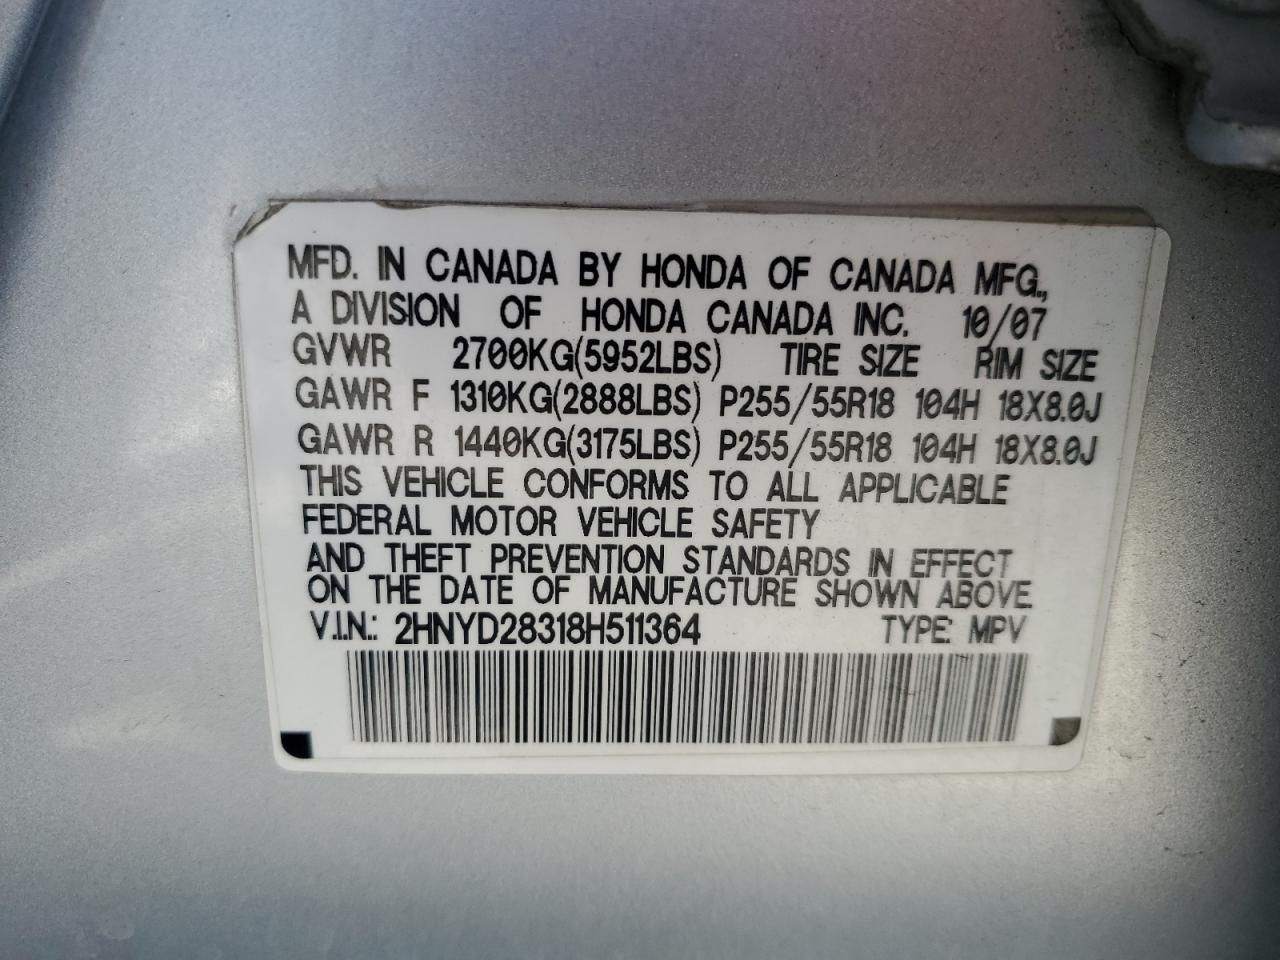 MFD. IN CANADA BY HONDA OF CANADA MFG.,
A DIVISION OF HONDA CANADA INC. 10/07
GVWR 2700KG(5952LBS) TIRE SIZE RIM SIZE
GAWR F 1310KG(2888LBS) P255/55R18 104H 18X8.0J
GAWR R 1440KG(3175LBS) P255/55R18 104H 18X8.0J
THIS VEHICLE CONFORMS TO ALL APPLICABLE
FEDERAL MOTOR VEHICLE SAFETY
AND THEFT PREVENTION STANDARDS IN EFFECT
ON THE DATE OF MANUFACTURE SHOWN ABOVE.
V.I.N.: 2HNYD28318H511364 TYPE: MPV